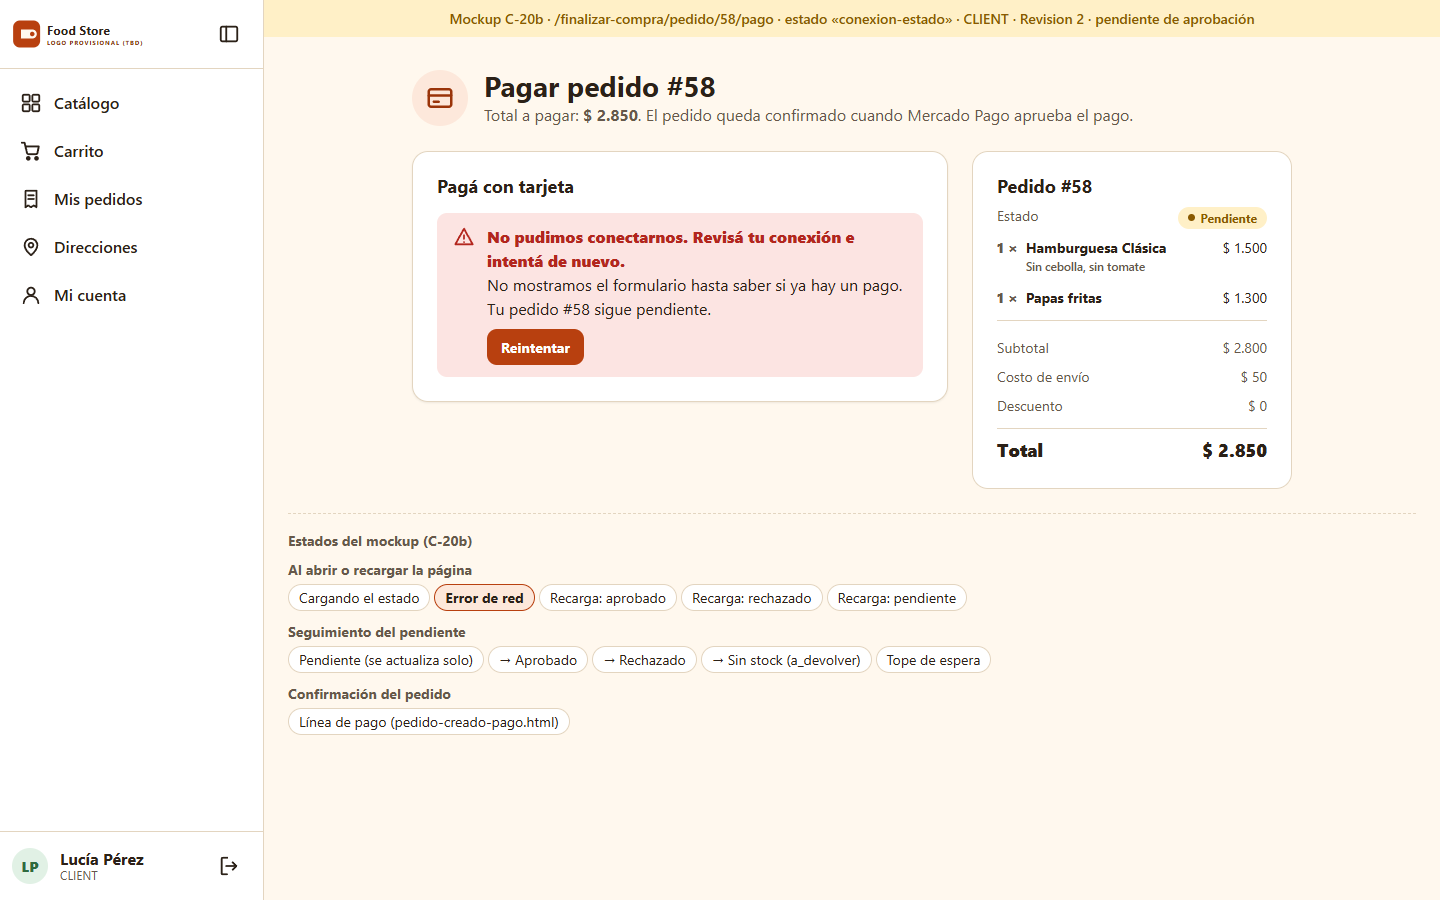 Food Store
LOGO PROVISIONAL (TBD)
Catálogo
Carrito
Mis pedidos
Direcciones
Mi cuenta
LP
Lucía Pérez
CLIENT
Mockup C-20b · /finalizar-compra/pedido/58/pago · estado «conexion-estado» · CLIENT · Revision 2 · pendiente de aprobación
Pagar pedido #58
Total a pagar: $ 2.850. El pedido queda confirmado cuando Mercado Pago aprueba el pago.
Pagá con tarjeta
No pudimos conectarnos. Revisá tu conexión e
intentá de nuevo.
No mostramos el formulario hasta saber si ya hay un pago.
Tu pedido #58 sigue pendiente.
Reintentar
Pedido #58
Estado Pendiente
1 × Hamburguesa Clásica $ 1.500
Sin cebolla, sin tomate
1 × Papas fritas $ 1.300
Subtotal $ 2.800
Costo de envío $ 50
Descuento $ 0
Total $ 2.850
Estados del mockup (C-20b)
Al abrir o recargar la página
Cargando el estado Error de red Recarga: aprobado Recarga: rechazado Recarga: pendiente
Seguimiento del pendiente
Pendiente (se actualiza solo) → Aprobado → Rechazado → Sin stock (a_devolver) Tope de espera
Confirmación del pedido
Línea de pago (pedido-creado-pago.html)